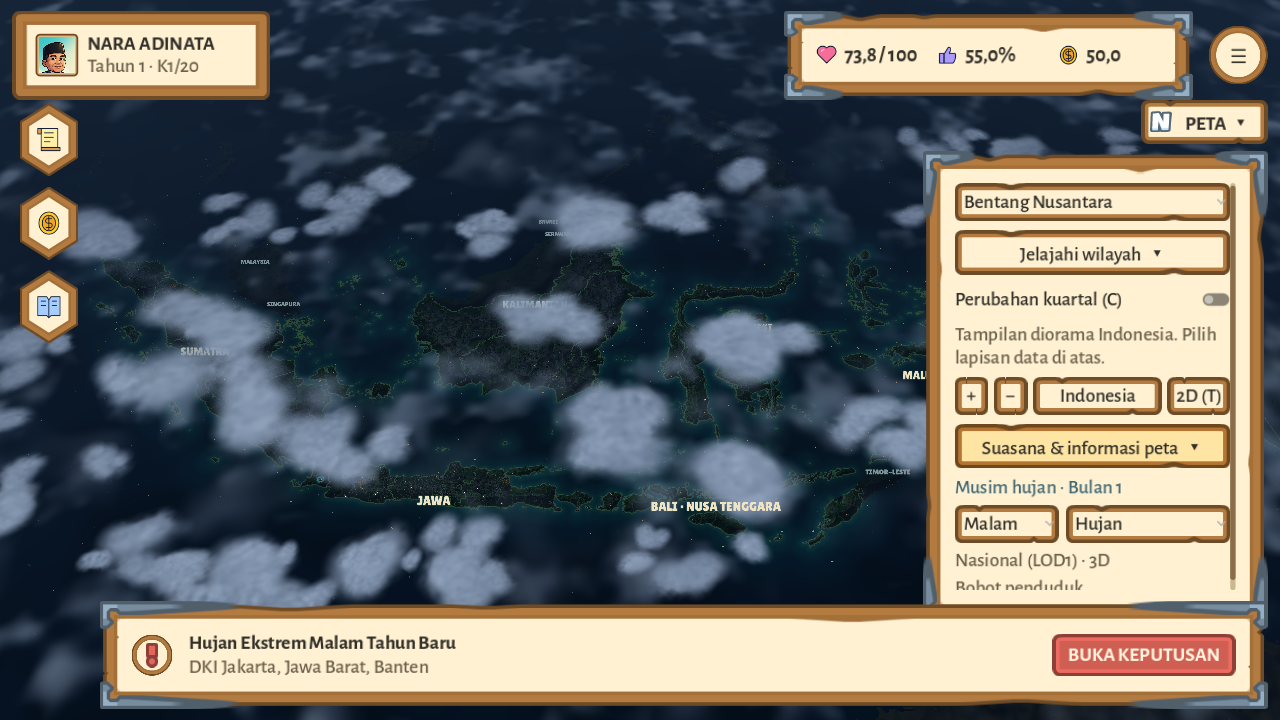 NARA ADINATA
Tahun 1 · K1/20
73,8/100
55,0%
50,0
N PETA ▼
Bentang Nusantara
Jelajahi wilayah ▼
Perubahan kuartal (C)
Tampilan diorama Indonesia. Pilih
lapisan data di atas.
+
−
Indonesia
2D (T)
Suasana & informasi peta ▼
Musim hujan · Bulan 1
Malam
Hujan
Nasional (LOD1) · 3D
Bobot penduduk
MALAYSIA
SINGAPURA
SUMATRA
JAWA
BALI · NUSA TENGGARA
TIMOR-LESTE
Hujan Ekstrem Malam Tahun Baru
DKI Jakarta, Jawa Barat, Banten
BUKA KEPUTUSAN